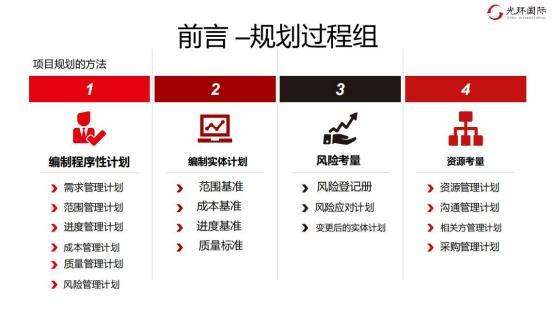 光环国际
前言 –规划过程组
项目规划的方法
1
2
3
4
编制程序性计划
需求管理计划
范围管理计划
进度管理计划
成本管理计划
质量管理计划
风险管理计划
编制实体计划
范围基准
成本基准
进度基准
质量标准
风险考量
风险登记册
风险应对计划
变更后的实体计划
资源考量
资源管理计划
沟通管理计划
相关方管理计划
采购管理计划